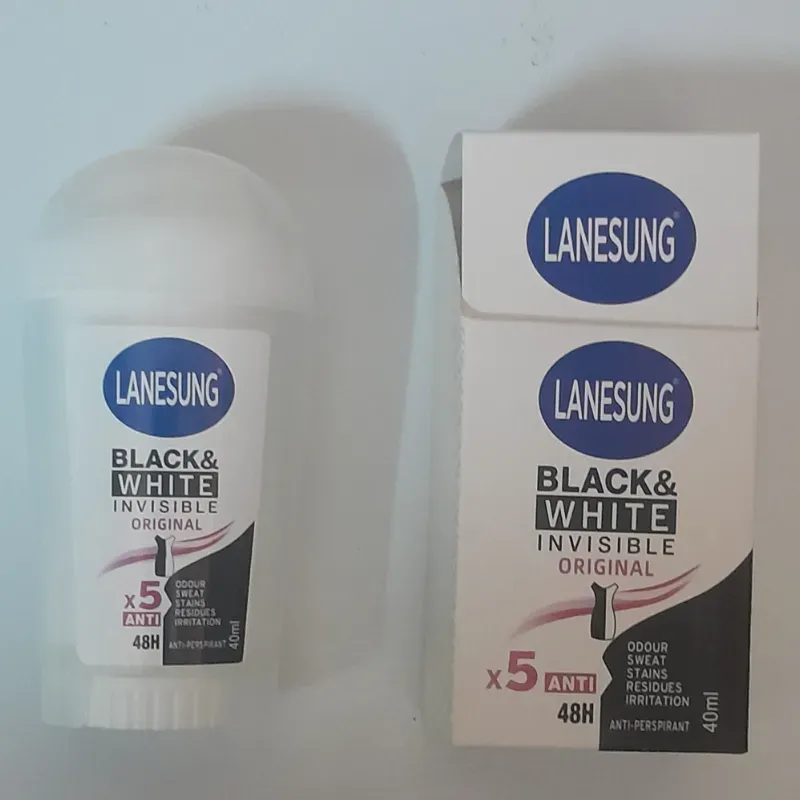 LANESUNG®
BLACK&
WHITE
INVISIBLE
ORIGINAL
x5
ANTI
ODOUR
SWEAT
STAINS
RESIDUES
IRRITATION
48H
ANTI-PERSPIRANT
40ml
LANESUNG®
LANESUNG®
BLACK&
WHITE
INVISIBLE
ORIGINAL
x5 ANTI
ODOUR
SWEAT
STAINS
RESIDUES
IRRITATION
48H
ANTI-PERSPIRANT
40ml